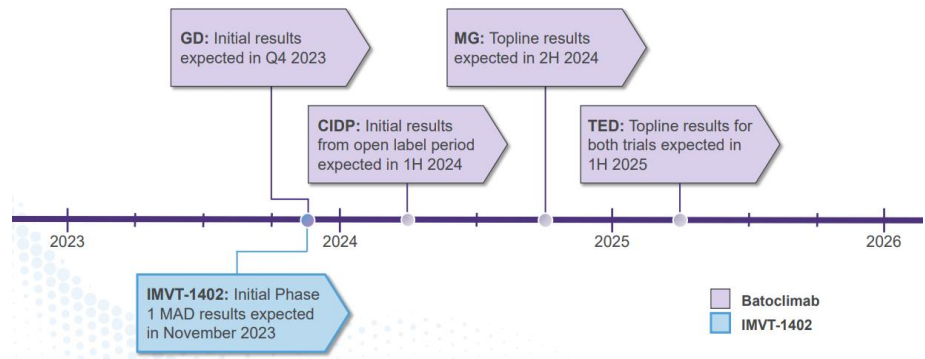 GD: Initial results
expected in Q4 2023
MG: Topline results
expected in 2H 2024
CIDP: Initial results
from open label period
expected in 1H 2024
TED: Topline results for
both trials expected in
1H 2025
2023
2024
2025
2026
IMVT-1402: Initial Phase
1 MAD results expected
in November 2023
Batoclimab
IMVT-1402